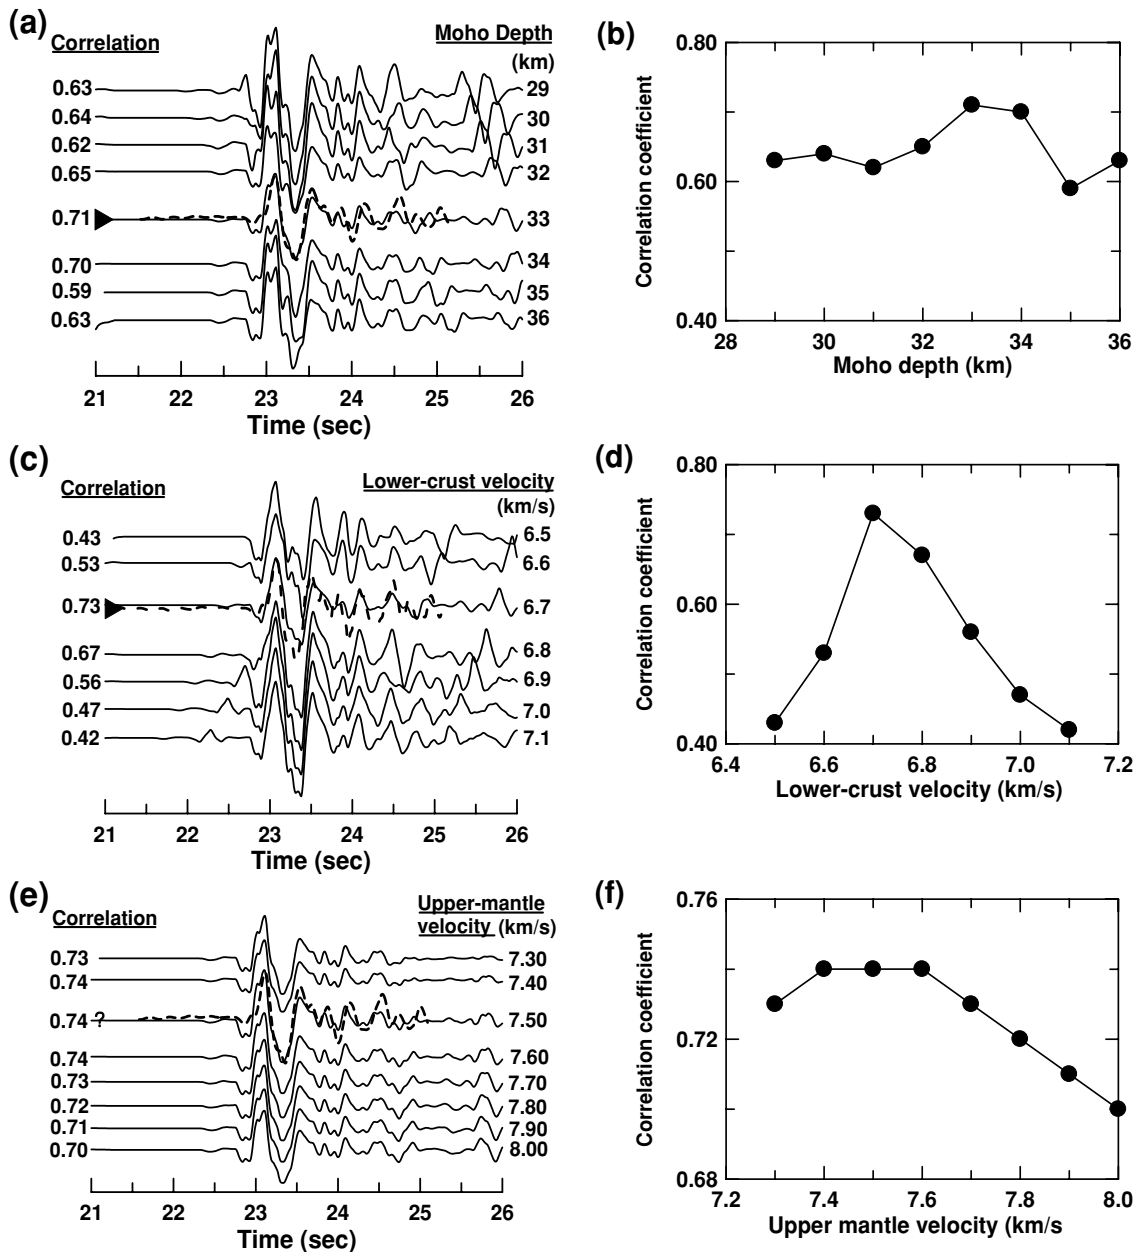 (a)
Correlation
Moho Depth
(km)
0.63 29
0.64 30
0.62 31
0.65 32
0.71 33
0.70 34
0.59 35
0.63 36
21 22 23 24 25 26
Time (sec)
(b)
Correlation coefficient
0.80
0.60
0.40
28 30 32 34 36
Moho depth (km)
(c)
Correlation
Lower-crust velocity
(km/s)
0.43 6.5
0.53 6.6
0.73 6.7
0.67 6.8
0.56 6.9
0.47 7.0
0.42 7.1
21 22 23 24 25 26
Time (sec)
(d)
Correlation coefficient
0.80
0.60
0.40
6.4 6.6 6.8 7.0 7.2
Lower-crust velocity (km/s)
(e)
Correlation
Upper-mantle
velocity (km/s)
0.73 7.30
0.74 7.40
0.74 ? 7.50
0.74 7.60
0.73 7.70
0.72 7.80
0.71 7.90
0.70 8.00
21 22 23 24 25 26
Time (sec)
(f)
Correlation coefficient
0.76
0.72
0.68
7.2 7.4 7.6 7.8 8.0
Upper mantle velocity (km/s